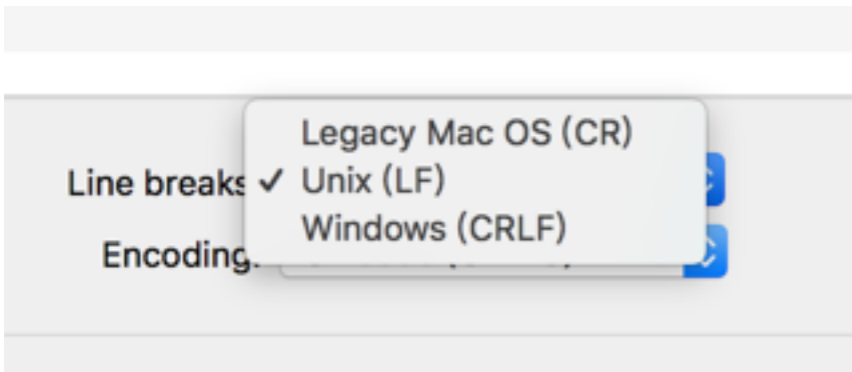 Legacy Mac OS (CR)
Line breaks ✓ Unix (LF)
Windows (CRLF)
Encoding: